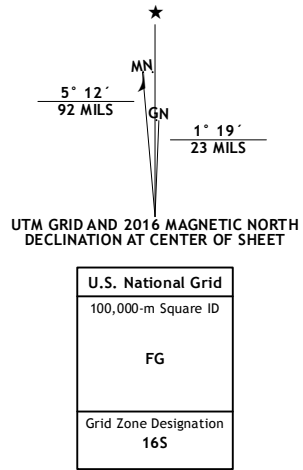 ★
MN
5° 12´
92 MILS
GN
1° 19´
23 MILS
UTM GRID AND 2016 MAGNETIC NORTH
DECLINATION AT CENTER OF SHEET
U.S. National Grid
100,000-m Square ID
FG
Grid Zone Designation
16S